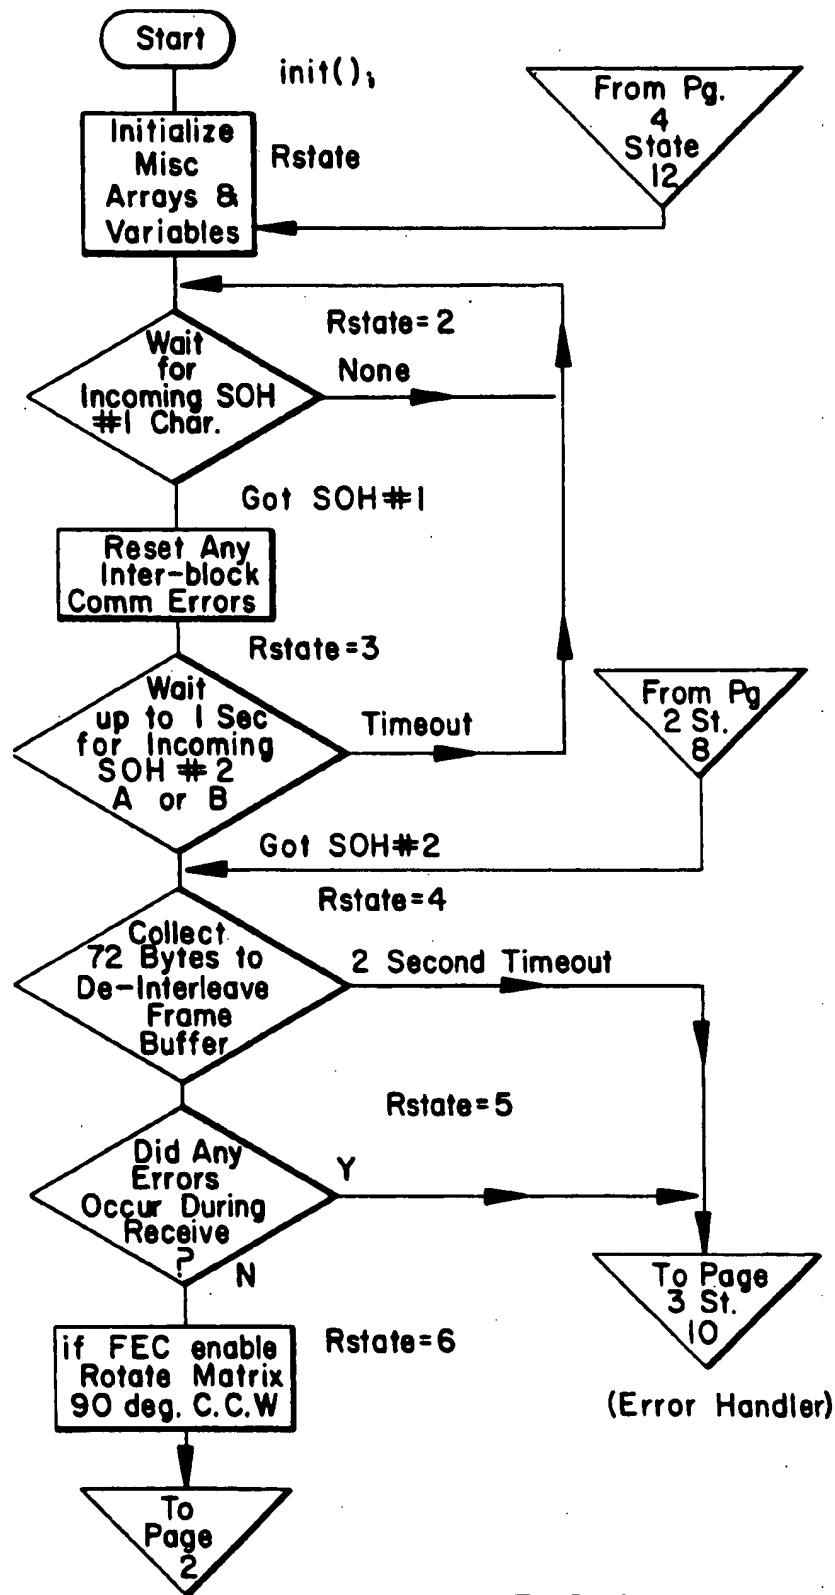 Start
init();
Initialize
Misc
Arrays &
Variables
Rstate
From Pg.
4
State
12
Rstate=2
Wait
for
Incoming SOH
#1 Char.
None
Got SOH#1
Reset Any
Inter-block
Comm Errors
Rstate=3
Wait
up to 1 Sec
for Incoming
SOH #2
A or B
Timeout
From Pg
2 St.
8
Got SOH#2
Rstate=4
Collect
72 Bytes to
De-Interleave
Frame
Buffer
2 Second Timeout
Rstate=5
Did Any
Errors
Occur During
Receive
?
Y
N
To Page
3 St.
10
(Error Handler)
if FEC enable
Rotate Matrix
90 deg. C.C.W
Rstate=6
To
Page
2